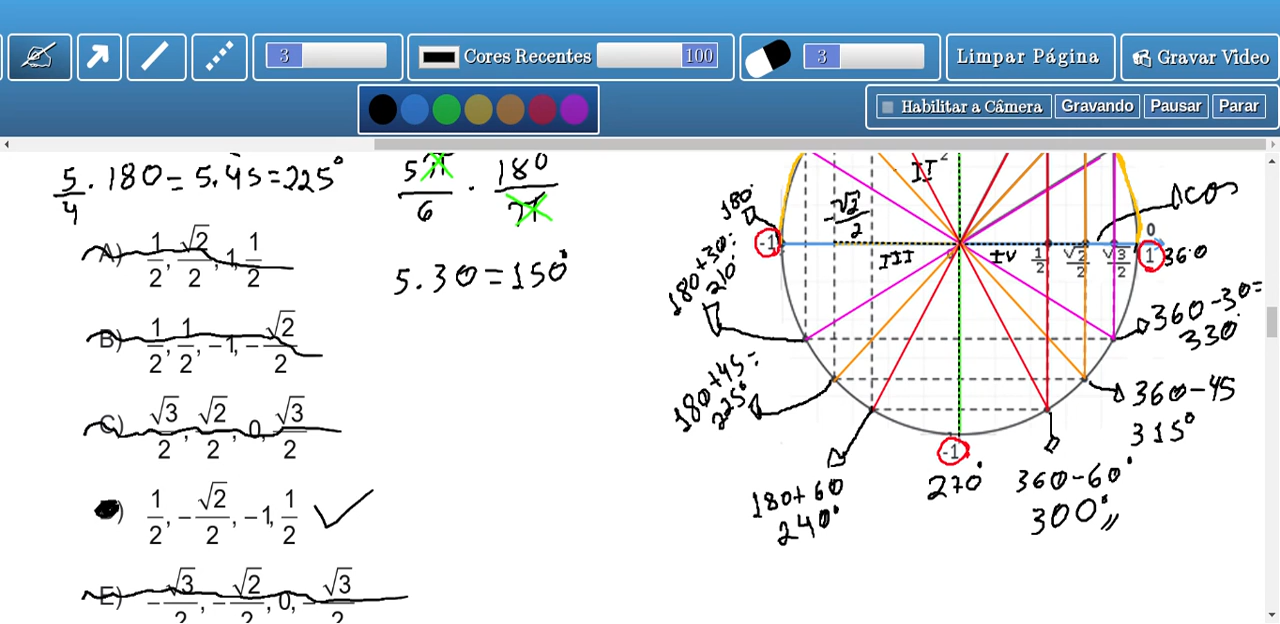 3
Cores Recentes
100
3
Limpar Página
Gravar Video
Habilitar a Câmera
Gravando
Pausar
Parar
5/4 · 180 = 5.45 = 225°
5π/6 · 180/π
5.30 = 150°
A) 1/2, √2/2, 1, 1/2
B) 1/2, 1/2, -1, -√2/2
C) √3/2, √2/2, 0, √3/2
) 1/2, -√2/2, -1, 1/2
E) -√3/2, -√2/2, 0, -√3/2
II
2
180°
-√2/2
cos
-1
III
IV
1/2
√2/2
√3/2
0
1
360
180+30=
210°
360-30=
330°
180+45=
225°
360-45
315°
-1
270°
180+60
240°
360-60°
300°